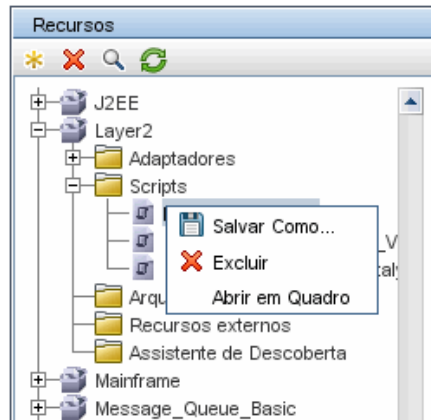 Recursos
J2EE
Layer2
Adaptadores
Scripts
Salvar Como...
_V
Excluir
Arqu
Abrir em Quadro
Recursos externos
Assistente de Descoberta
Mainframe
Message_Queue_Basic